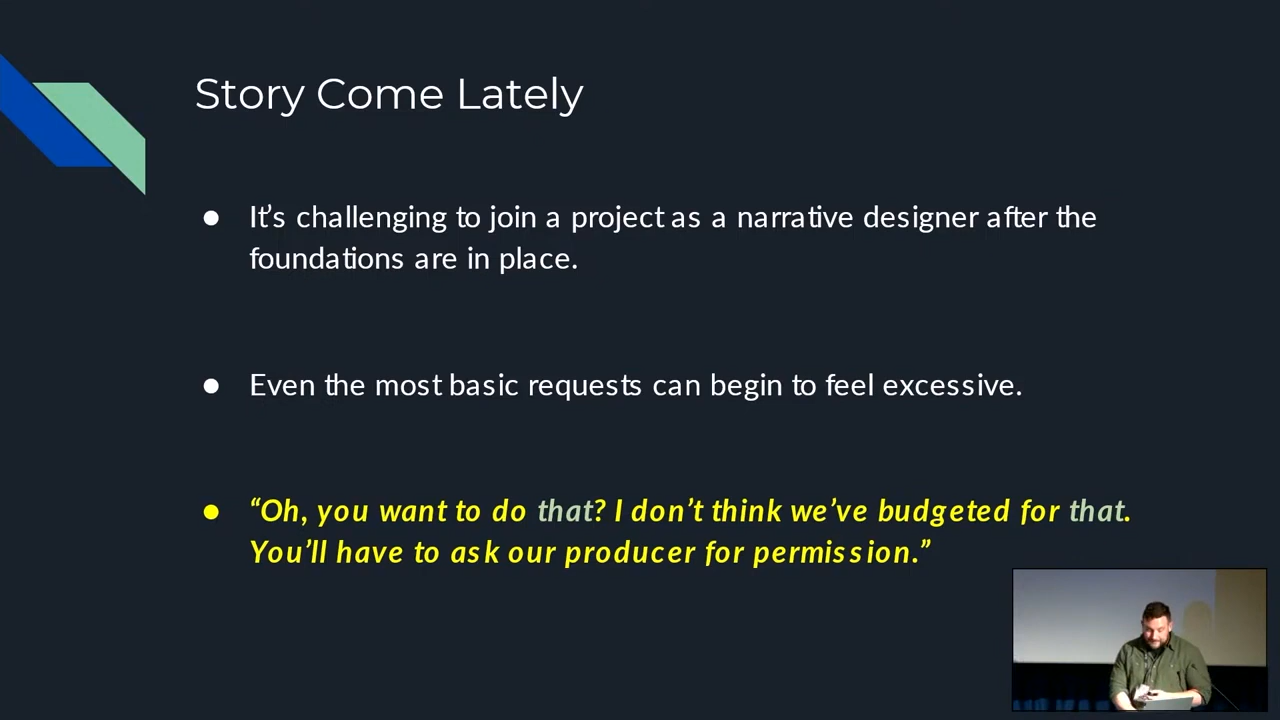 Story Come Lately
● It’s challenging to join a project as a narrative designer after the
foundations are in place.
● Even the most basic requests can begin to feel excessive.
● “Oh, you want to do that? I don’t think we’ve budgeted for that.
You’ll have to ask our producer for permission.”